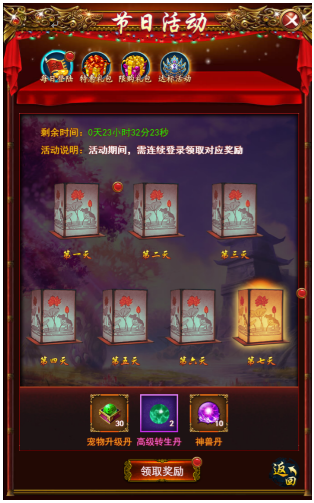 节日活动
每日登陆 特惠礼包 限购礼包 达标活动
剩余时间：0天23小时32分23秒
活动说明：活动期间，需连续登录领取对应奖励
第一天 第二天 第三天
第四天 第五天 第六天 第七天
30 2 10
宠物升级丹 高级转生丹 神兽丹
领取奖励
返回